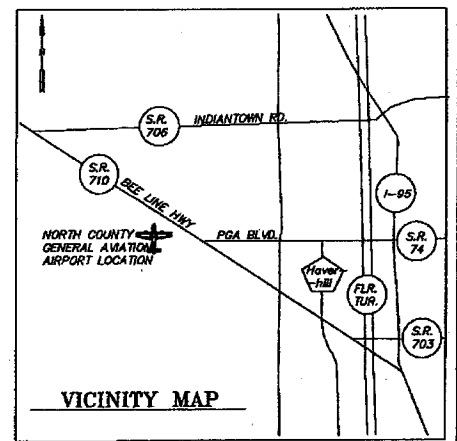 N
S.R.
706
INDIANTOWN RD.
S.R.
710
BEE LINE HWY
I-95
NORTH COUNTY
GENERAL AVIATION
AIRPORT LOCATION
PGA BLVD.
S.R.
74
Haver-
-hill
FLR.
TUR.
S.R.
703
VICINITY MAP